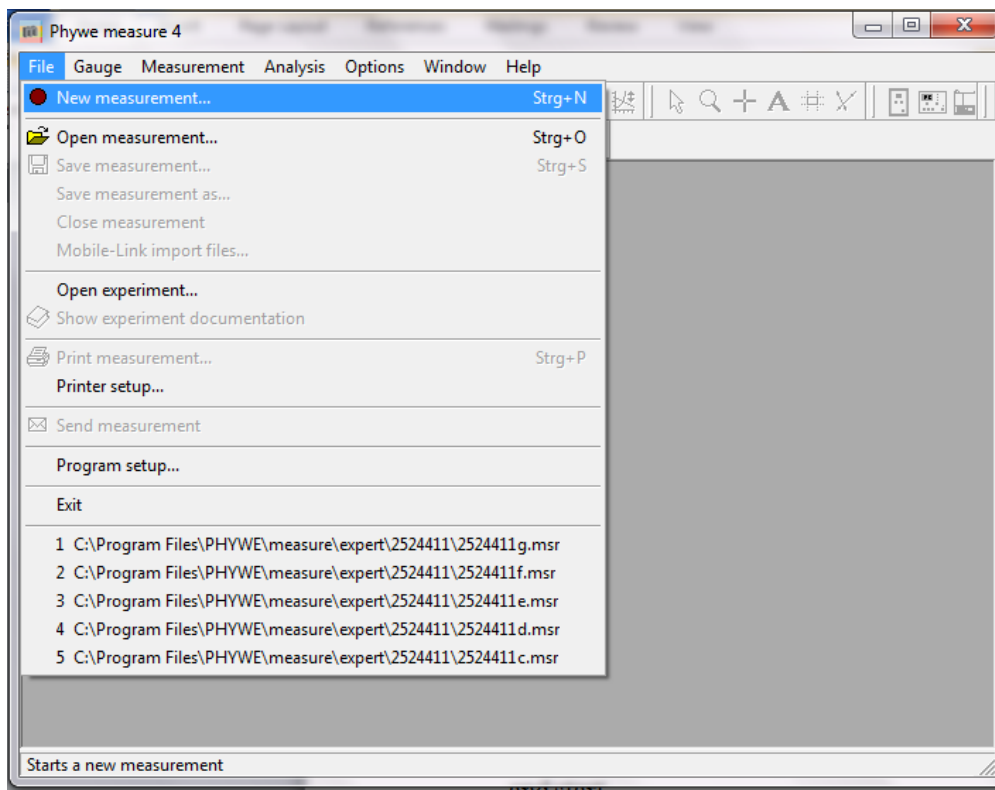 Phywe measure 4
File Gauge Measurement Analysis Options Window Help
New measurement... Strg+N
Open measurement... Strg+O
Save measurement... Strg+S
Save measurement as...
Close measurement
Mobile-Link import files...
Open experiment...
Show experiment documentation
Print measurement... Strg+P
Printer setup...
Send measurement
Program setup...
Exit
1 C:\Program Files\PHYWE\measure\expert\2524411\2524411g.msr
2 C:\Program Files\PHYWE\measure\expert\2524411\2524411f.msr
3 C:\Program Files\PHYWE\measure\expert\2524411\2524411e.msr
4 C:\Program Files\PHYWE\measure\expert\2524411\2524411d.msr
5 C:\Program Files\PHYWE\measure\expert\2524411\2524411c.msr
Starts a new measurement